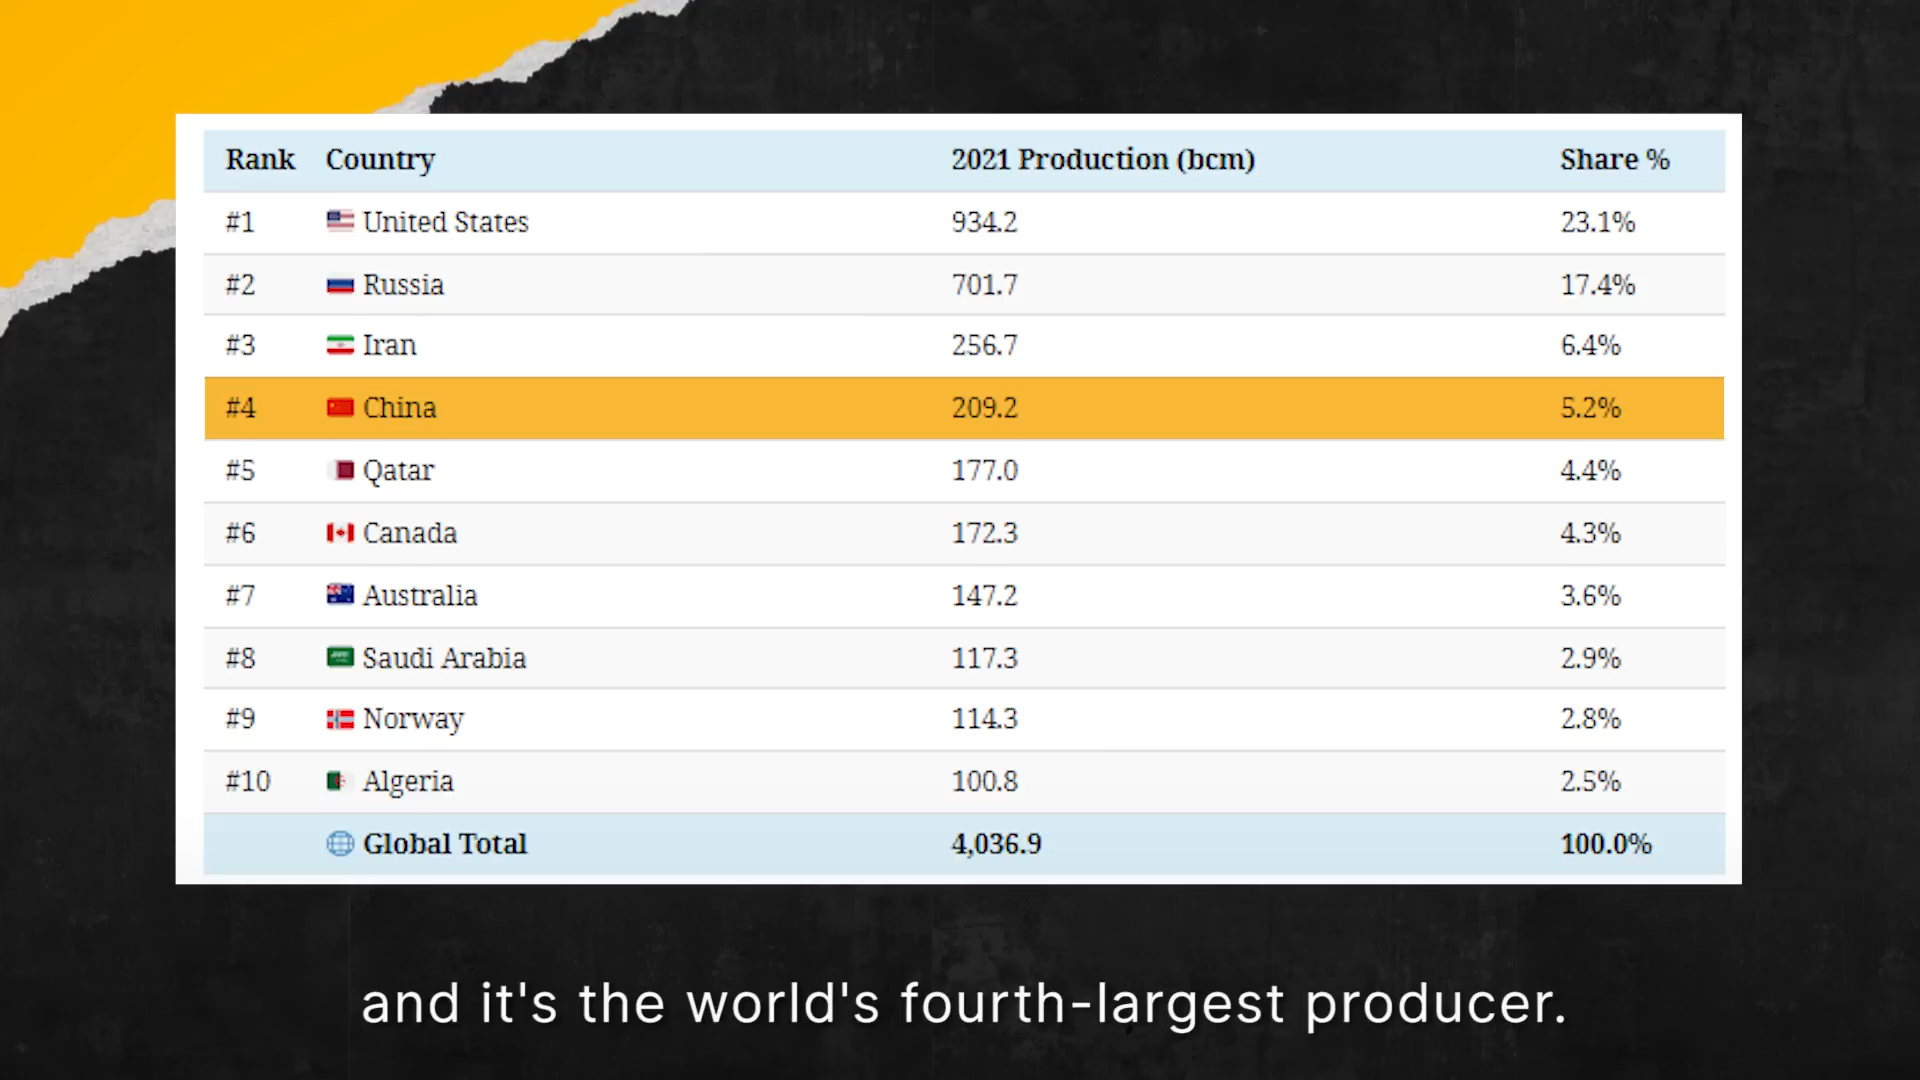 Rank Country 2021 Production (bcm) Share %
#1 United States 934.2 23.1%
#2 Russia 701.7 17.4%
#3 Iran 256.7 6.4%
#4 China 209.2 5.2%
#5 Qatar 177.0 4.4%
#6 Canada 172.3 4.3%
#7 Australia 147.2 3.6%
#8 Saudi Arabia 117.3 2.9%
#9 Norway 114.3 2.8%
#10 Algeria 100.8 2.5%
Global Total 4,036.9 100.0%
and it's the world's fourth-largest producer.